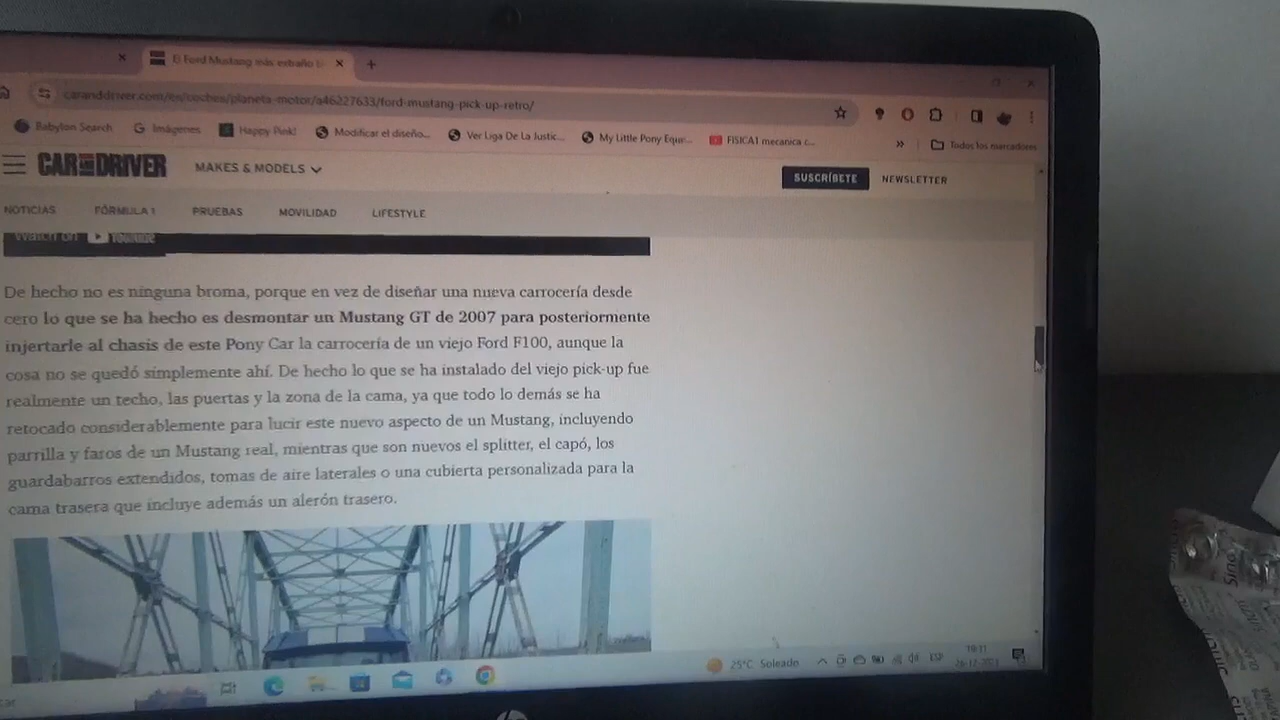 El Ford Mustang más extraño
caranddriver.com/es/coches/planeta-motor/a46227633/ford-mustang-pick-up-retro/
Babylon Search Imágenes Happy Pink! Modificar el diseño... Ver Liga De La Justic... My Little Pony Eque... FISICA1 mecanica c... » Todos los marcadores
CAR AND DRIVER MAKES & MODELS SUSCRÍBETE NEWSLETTER
NOTICIAS FÓRMULA 1 PRUEBAS MOVILIDAD LIFESTYLE
Watch on YouTube
De hecho no es ninguna broma, porque en vez de diseñar una nueva carrocería desde
cero lo que se ha hecho es desmontar un Mustang GT de 2007 para posteriormente
injertarle al chasis de este Pony Car la carrocería de un viejo Ford F100, aunque la
cosa no se quedó simplemente ahí. De hecho lo que se ha instalado del viejo pick-up fue
realmente un techo, las puertas y la zona de la cama, ya que todo lo demás se ha
retocado considerablemente para lucir este nuevo aspecto de un Mustang, incluyendo
parrilla y faros de un Mustang real, mientras que son nuevos el splitter, el capó, los
guardabarros extendidos, tomas de aire laterales o una cubierta personalizada para la
cama trasera que incluye además un alerón trasero.
25°C Soleado ESP 19:11
hp